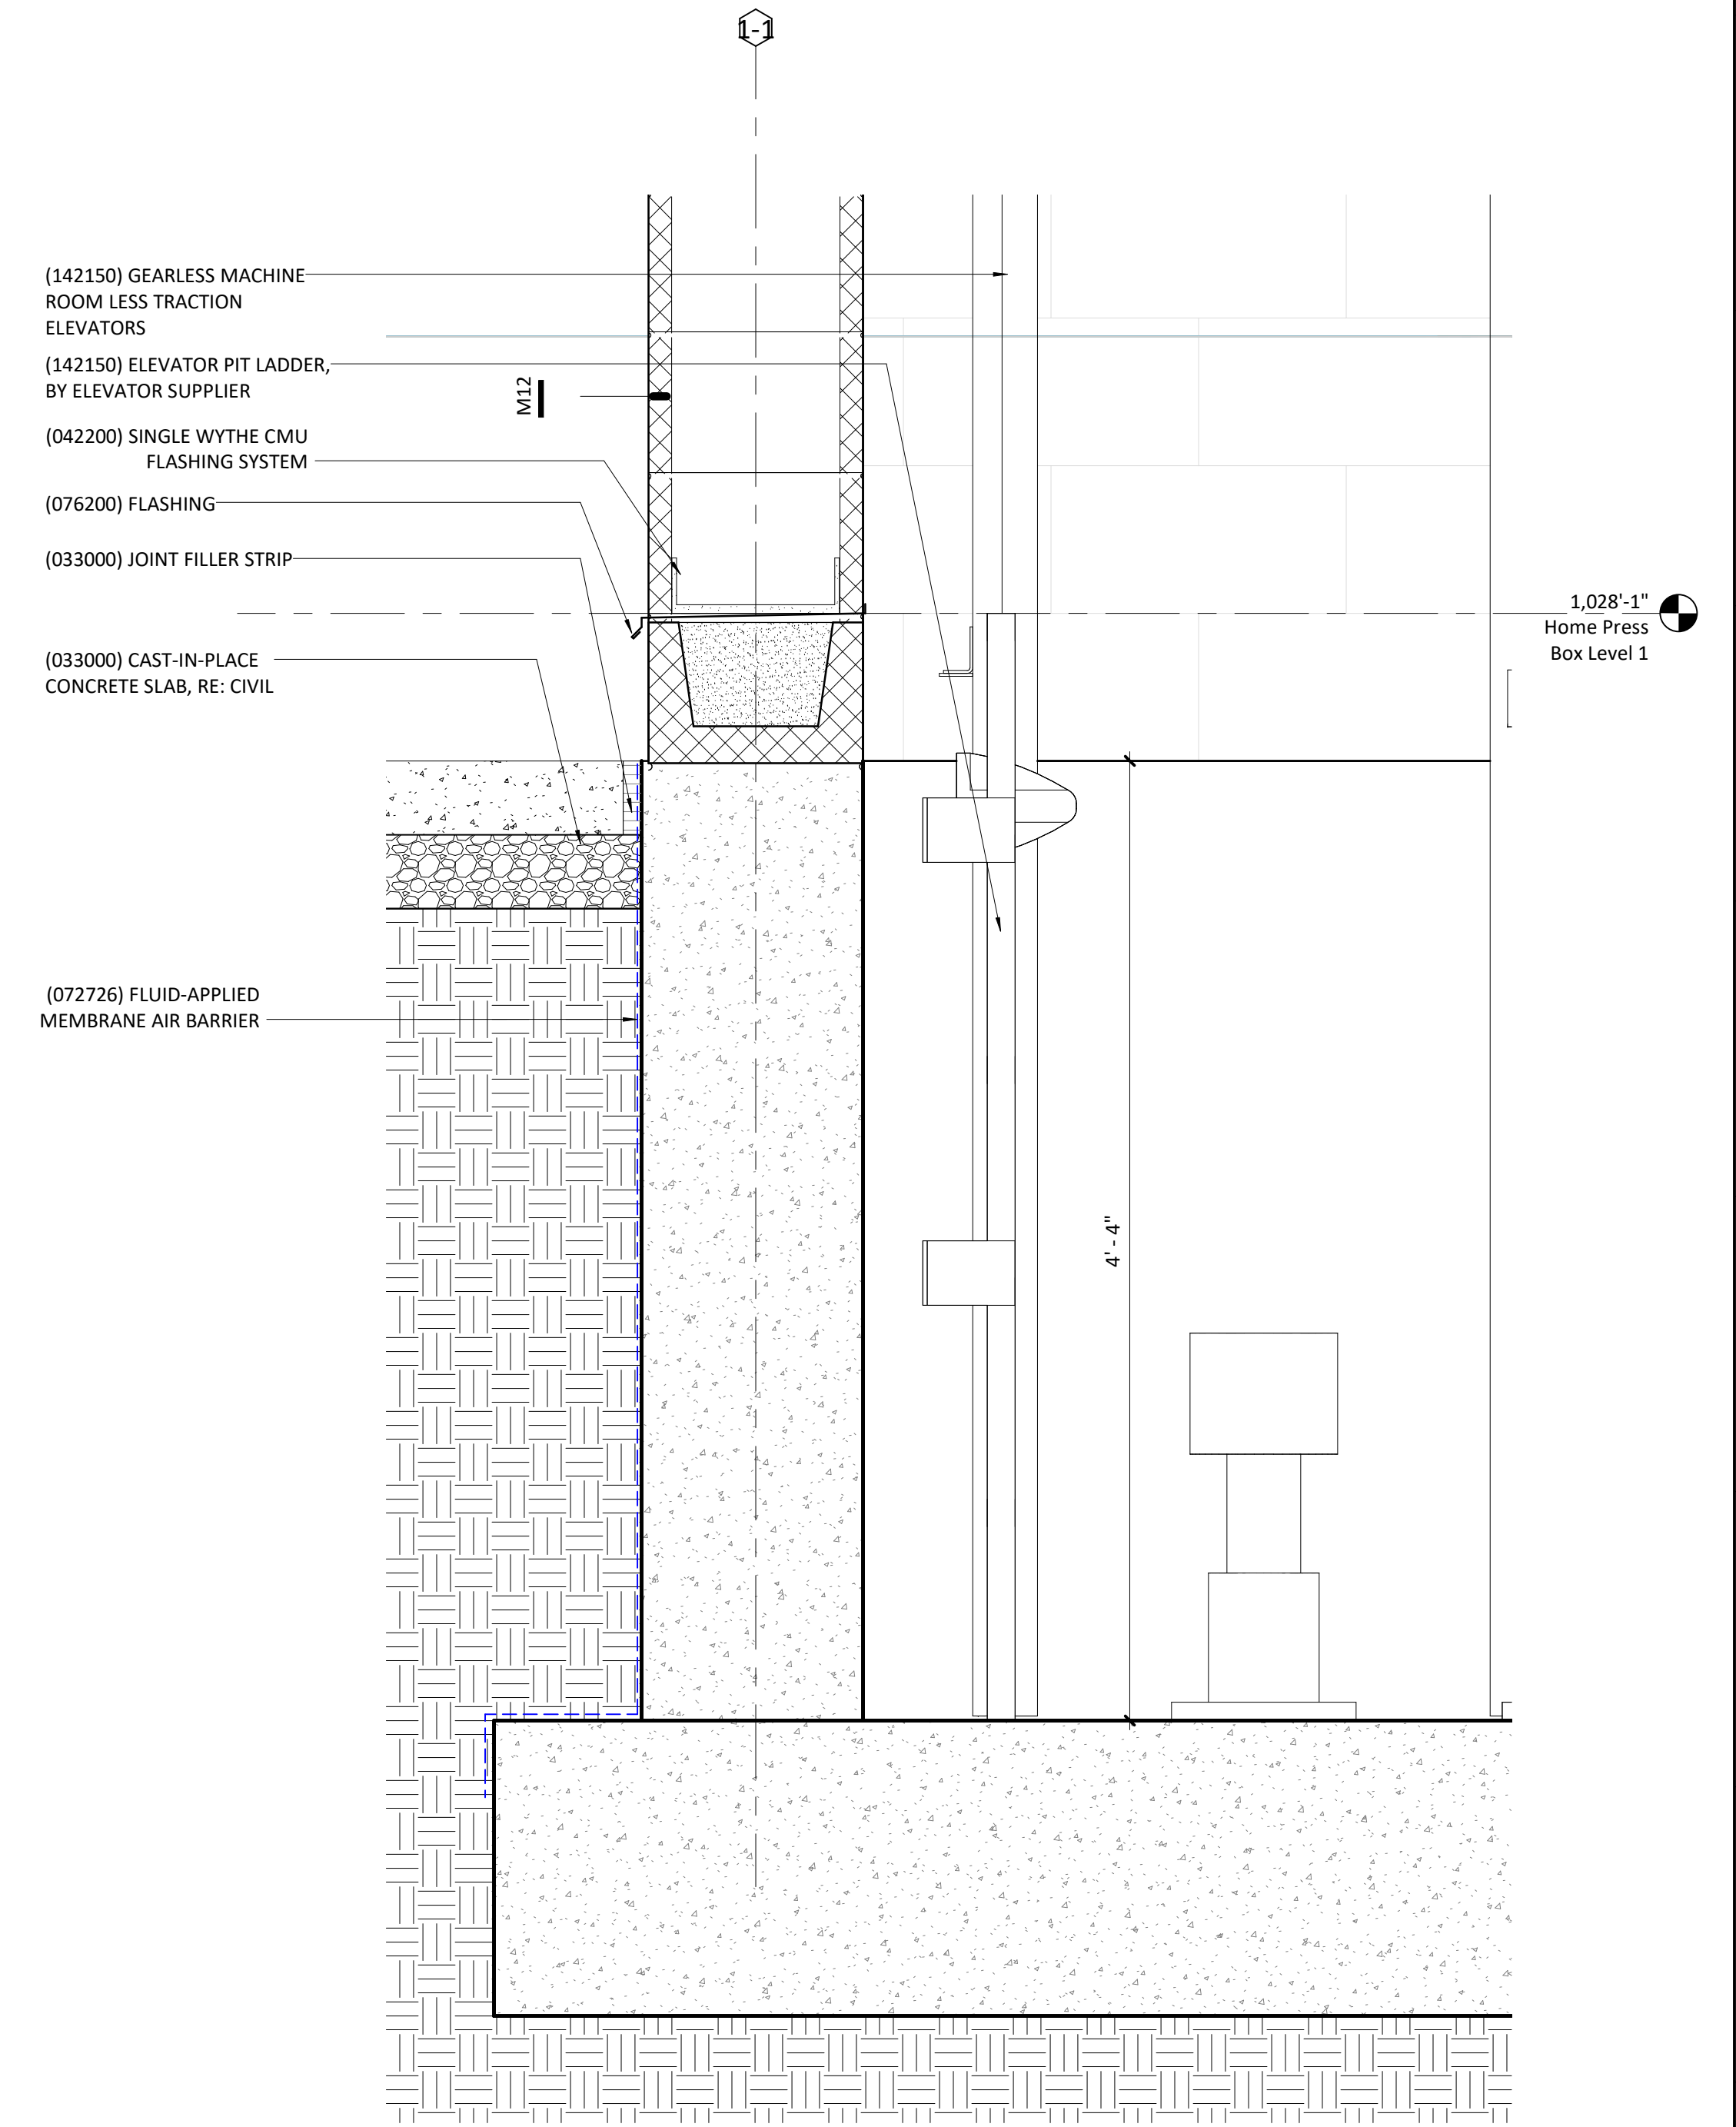 1-1
(142150) GEARLESS MACHINE
ROOM LESS TRACTION
ELEVATORS
(142150) ELEVATOR PIT LADDER,
BY ELEVATOR SUPPLIER
M12
(042200) SINGLE WYTHE CMU
FLASHING SYSTEM
(076200) FLASHING
(033000) JOINT FILLER STRIP
1,028'-1"
Home Press
Box Level 1
(033000) CAST-IN-PLACE
CONCRETE SLAB, RE: CIVIL
(072726) FLUID-APPLIED
MEMBRANE AIR BARRIER
4' - 4"